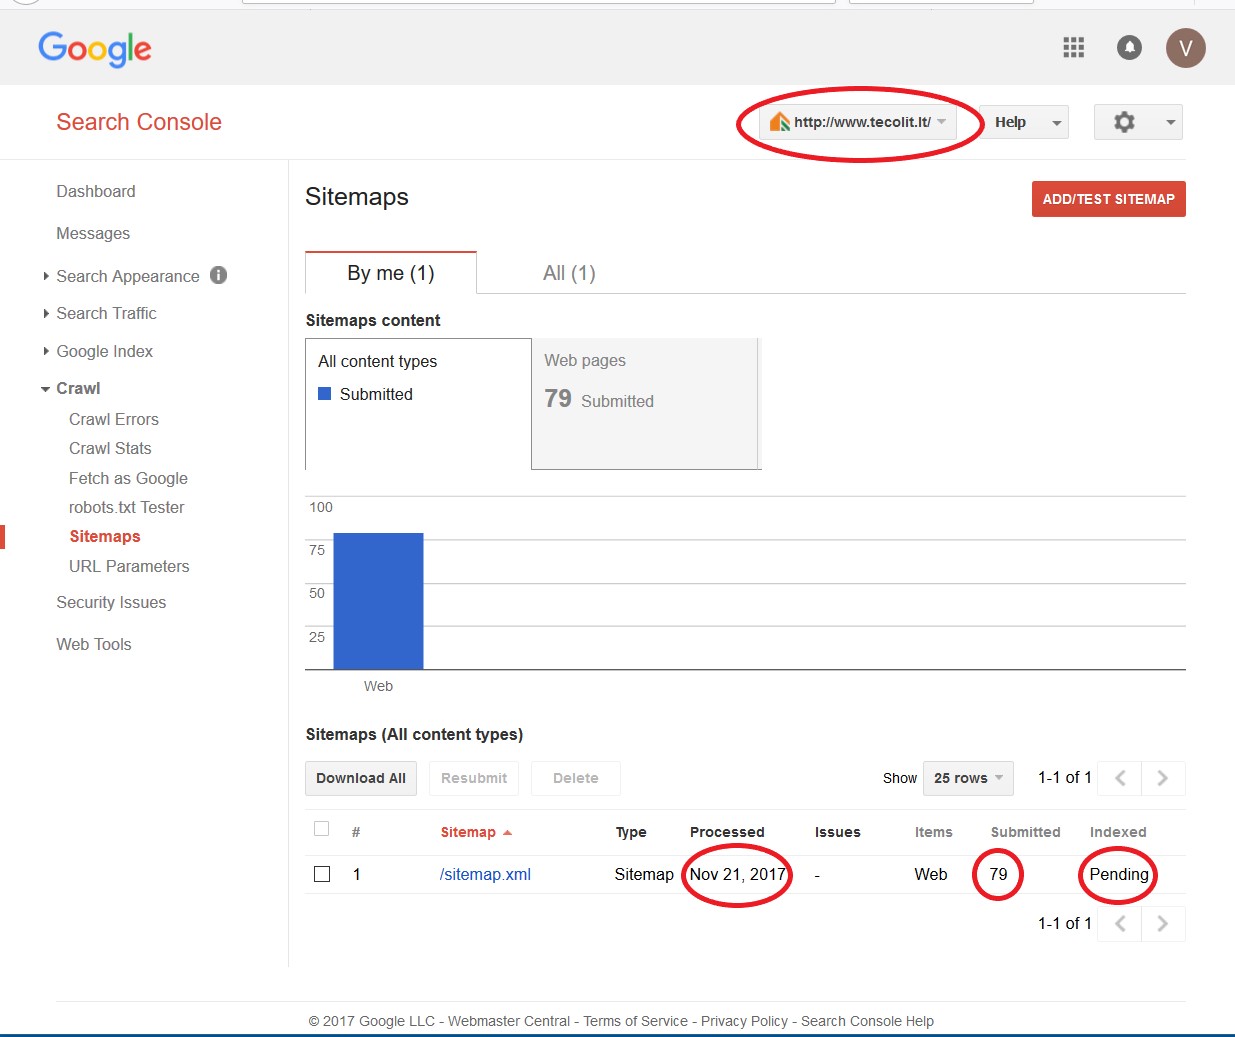 Google
V
Search Console
http://www.tecolit.lt/
Help
Dashboard
Messages
Search Appearance i
Search Traffic
Google Index
Crawl
Crawl Errors
Crawl Stats
Fetch as Google
robots.txt Tester
Sitemaps
URL Parameters
Security Issues
Web Tools
Sitemaps
ADD/TEST SITEMAP
By me (1) All (1)
Sitemaps content
All content types
Submitted
Web pages
79 Submitted
100
75
50
25
Web
Sitemaps (All content types)
Download All Resubmit Delete Show 25 rows 1-1 of 1
# Sitemap Type Processed Issues Items Submitted Indexed
1 /sitemap.xml Sitemap Nov 21, 2017 - Web 79 Pending
1-1 of 1
© 2017 Google LLC - Webmaster Central - Terms of Service - Privacy Policy - Search Console Help